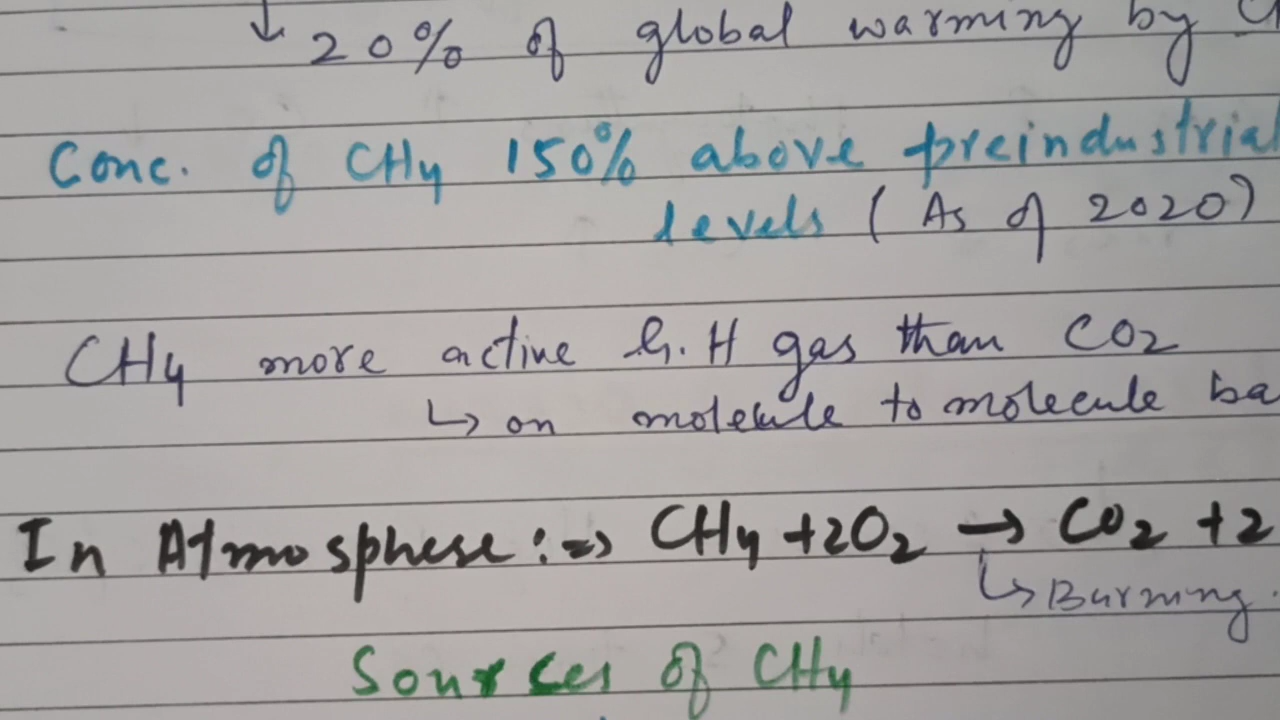 ↓ 20% of global warming by
Conc. of CH4 150% above preindustrial
levels (As of 2020)
CH4 more active G.H gas than CO2
↳ on molecule to molecule ba
In Atmosphere :⇒ CH4 + 2O2 → CO2 + 2
↳ Burning.
Sources of CH4